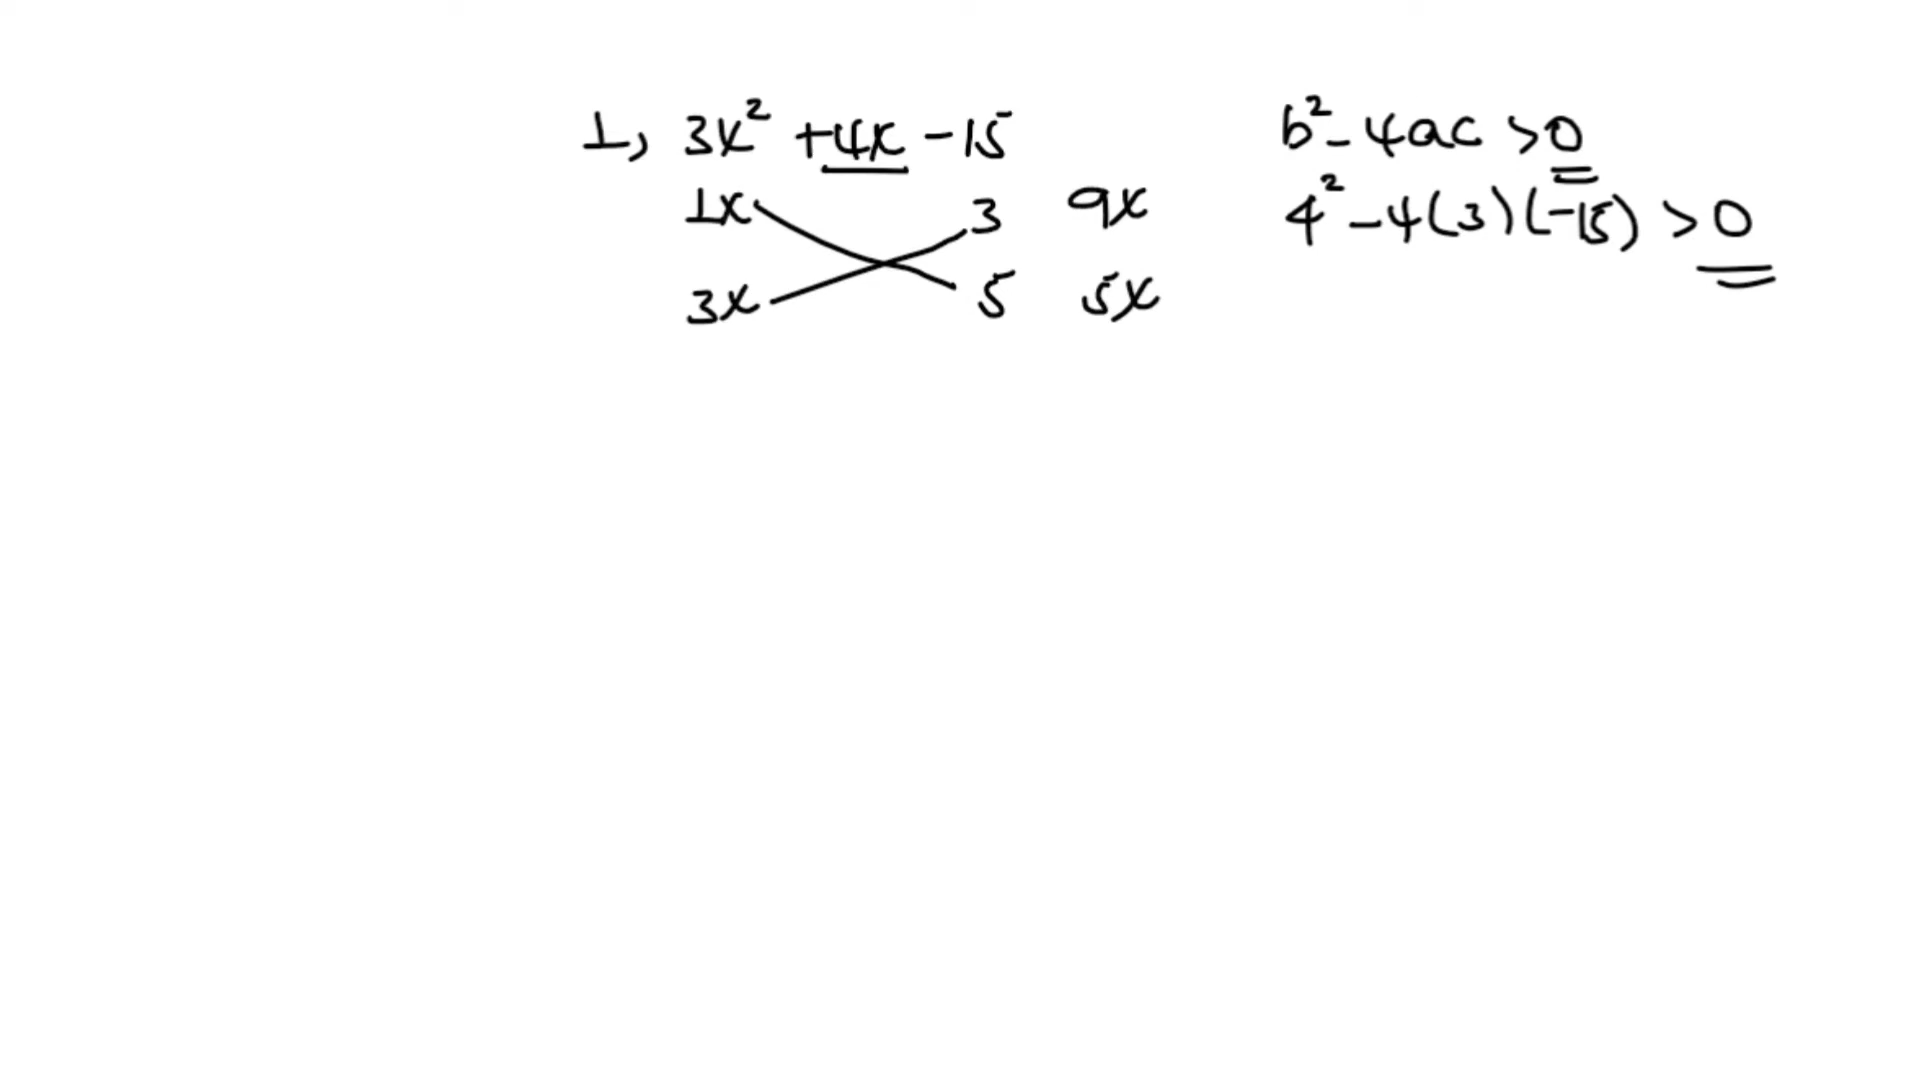 1, 3x² +4x -15
1x 3 9x
3x 5 5x
b² - 4ac > 0
4² - 4(3)(-15) > 0